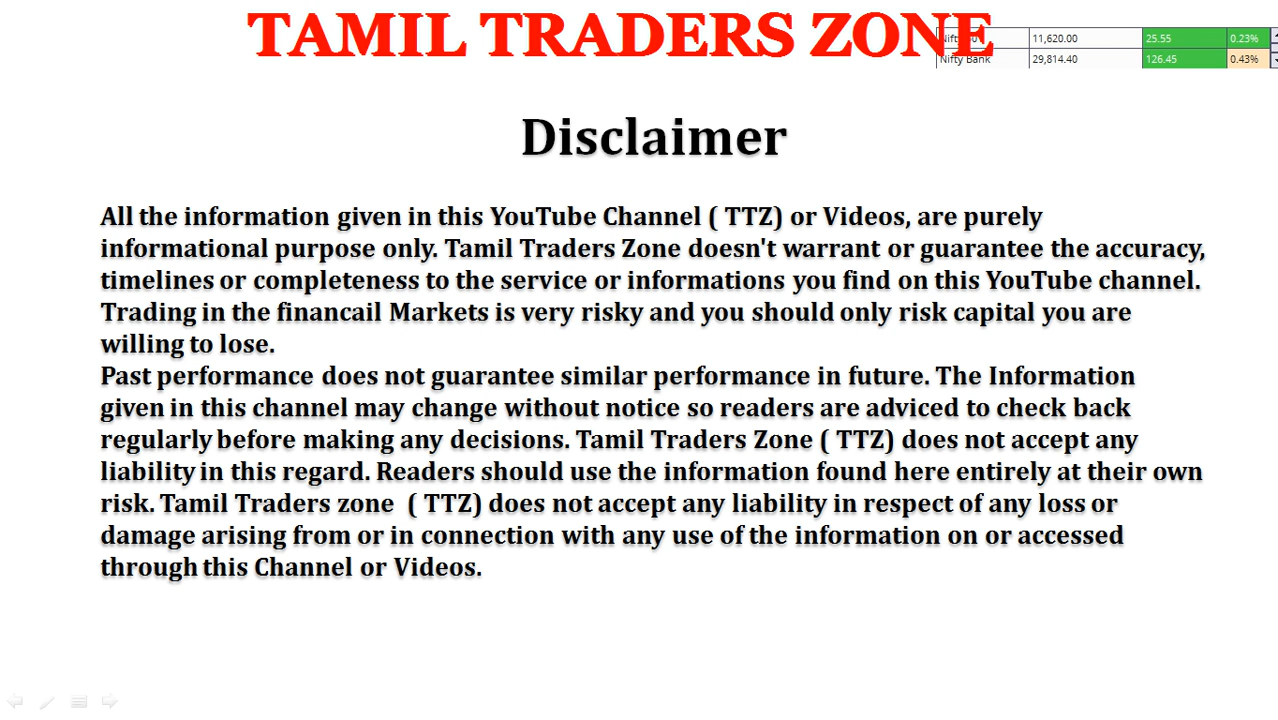 TAMIL TRADERS ZONE
11,620.00 25.55 0.23%
Nifty Bank 29,814.40 126.45 0.43%
Disclaimer
All the information given in this YouTube Channel ( TTZ) or Videos, are purely
informational purpose only. Tamil Traders Zone doesn't warrant or guarantee the accuracy,
timelines or completeness to the service or informations you find on this YouTube channel.
Trading in the financail Markets is very risky and you should only risk capital you are
willing to lose.
Past performance does not guarantee similar performance in future. The Information
given in this channel may change without notice so readers are adviced to check back
regularly before making any decisions. Tamil Traders Zone ( TTZ) does not accept any
liability in this regard. Readers should use the information found here entirely at their own
risk. Tamil Traders zone  ( TTZ) does not accept any liability in respect of any loss or
damage arising from or in connection with any use of the information on or accessed
through this Channel or Videos.